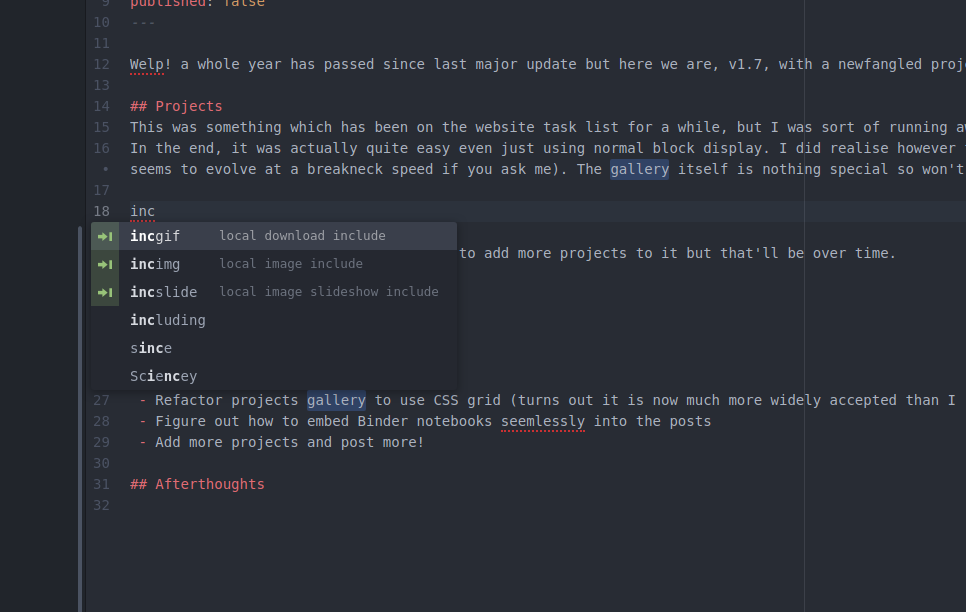 9 published: false
10 ---
11
12 Welp! a whole year has passed since last major update but here we are, v1.7, with a newfangled proj
13
14 ## Projects
15 This was something which has been on the website task list for a while, but I was sort of running a
16 In the end, it was actually quite easy even just using normal block display. I did realise however
• seems to evolve at a breakneck speed if you ask me). The gallery itself is nothing special so won't
17
18 inc
incgif local download include
to add more projects to it but that'll be over time.
incimg local image include
incslide local image slideshow include
including
since
Sciencey
27 - Refactor projects gallery to use CSS grid (turns out it is now much more widely accepted than I
28 - Figure out how to embed Binder notebooks seemlessly into the posts
29 - Add more projects and post more!
30
31 ## Afterthoughts
32